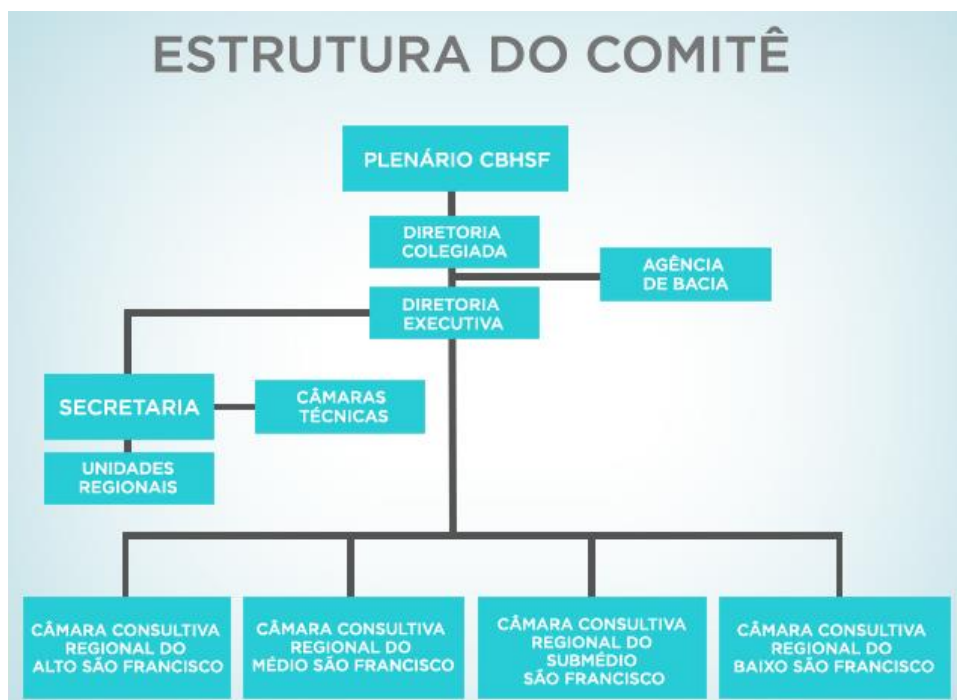 ESTRUTURA DO COMITÊ
PLENÁRIO CBHSF
DIRETORIA
COLEGIADA
AGÊNCIA
DE BACIA
DIRETORIA
EXECUTIVA
SECRETARIA
CÂMARAS
TÉCNICAS
UNIDADES
REGIONAIS
CÂMARA CONSULTIVA
REGIONAL DO
ALTO SÃO FRANCISCO
CÂMARA CONSULTIVA
REGIONAL DO
MÉDIO SÃO FRANCISCO
CÂMARA CONSULTIVA
REGIONAL DO
SUBMÉDIO
SÃO FRANCISCO
CÂMARA CONSULTIVA
REGIONAL DO
BAIXO SÃO FRANCISCO